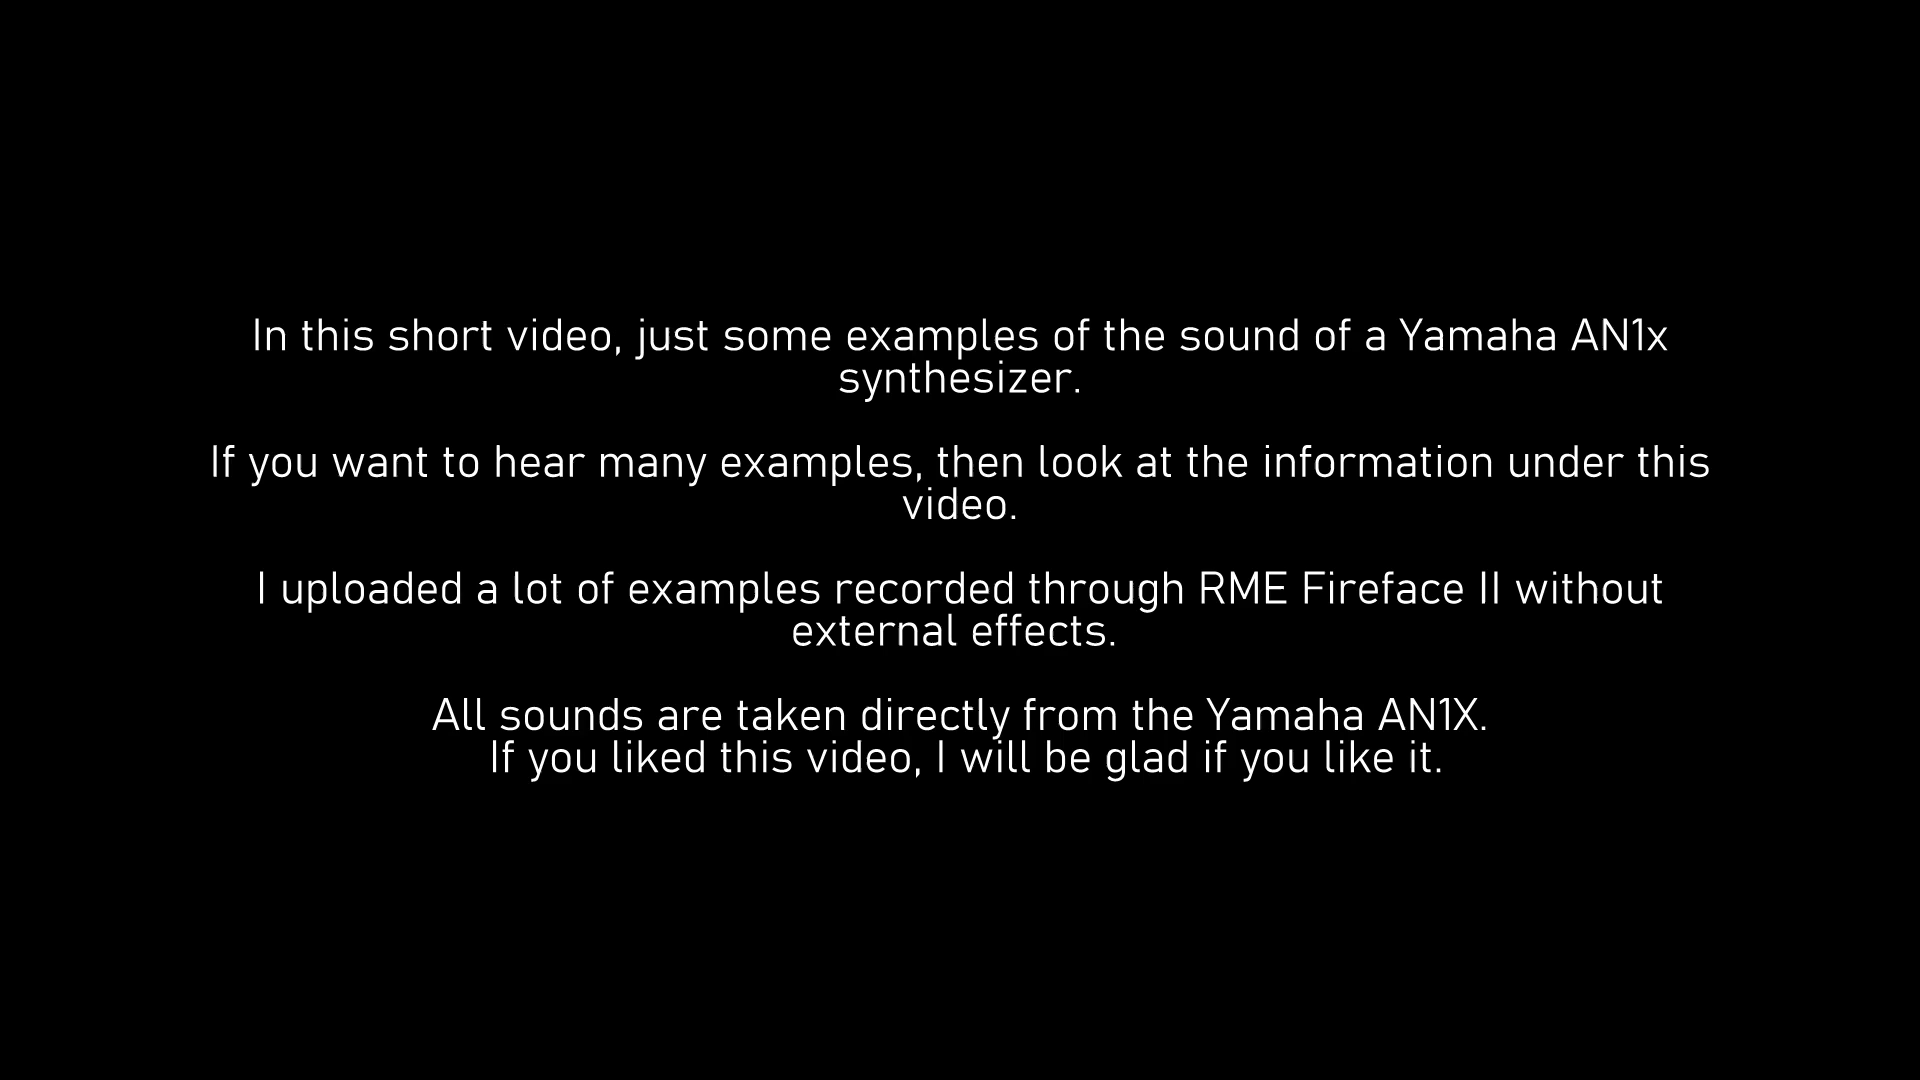 In this short video, just some examples of the sound of a Yamaha AN1x
synthesizer.
If you want to hear many examples, then look at the information under this
video.
I uploaded a lot of examples recorded through RME Fireface II without
external effects.
All sounds are taken directly from the Yamaha AN1X.
If you liked this video, I will be glad if you like it.